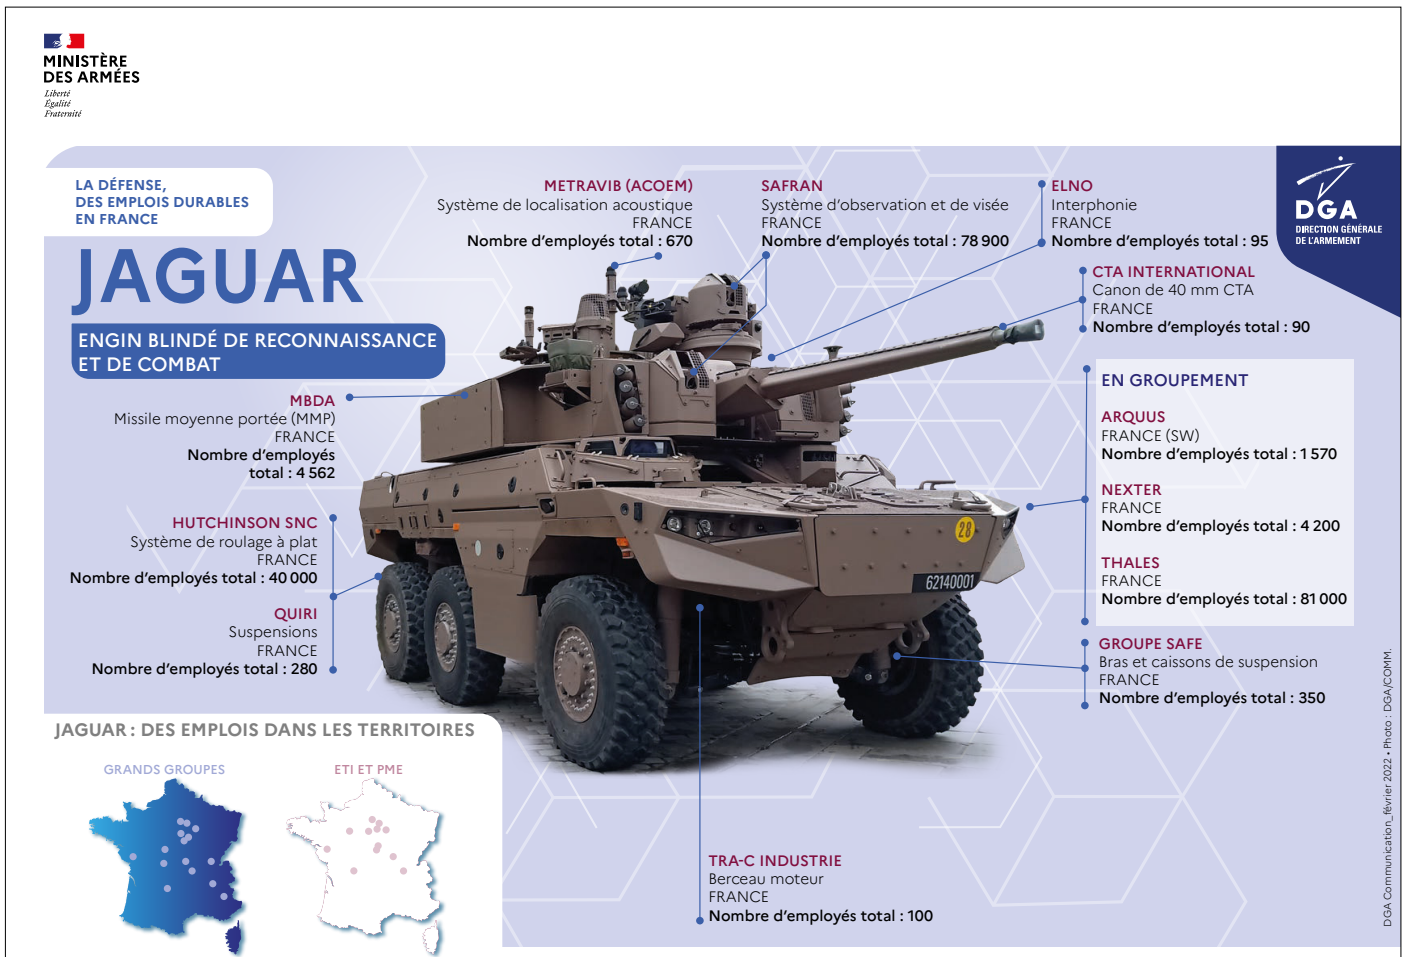 MINISTÈRE
DES ARMÉES
Liberté
Égalité
Fraternité
LA DÉFENSE,
DES EMPLOIS DURABLES
EN FRANCE
JAGUAR
ENGIN BLINDÉ DE RECONNAISSANCE
ET DE COMBAT
METRAVIB (ACOEM)
Système de localisation acoustique
FRANCE
Nombre d'employés total : 670
SAFRAN
Système d'observation et de visée
FRANCE
Nombre d'employés total : 78 900
ELNO
Interphonie
FRANCE
Nombre d'employés total : 95
DGA
DIRECTION GÉNÉRALE
DE L'ARMEMENT
CTA INTERNATIONAL
Canon de 40 mm CTA
FRANCE
Nombre d'employés total : 90
EN GROUPEMENT
ARQUUS
FRANCE (SW)
Nombre d'employés total : 1 570
NEXTER
FRANCE
Nombre d'employés total : 4 200
THALES
FRANCE
Nombre d'employés total : 81 000
GROUPE SAFE
Bras et caissons de suspension
FRANCE
Nombre d'employés total : 350
MBDA
Missile moyenne portée (MMP)
FRANCE
Nombre d'employés
total : 4 562
HUTCHINSON SNC
Système de roulage à plat
FRANCE
Nombre d'employés total : 40 000
QUIRI
Suspensions
FRANCE
Nombre d'employés total : 280
28
62140001
TRA-C INDUSTRIE
Berceau moteur
FRANCE
Nombre d'employés total : 100
JAGUAR : DES EMPLOIS DANS LES TERRITOIRES
GRANDS GROUPES
ETI ET PME
DGA Communication_février 2022 • Photo : DGA/COMM.